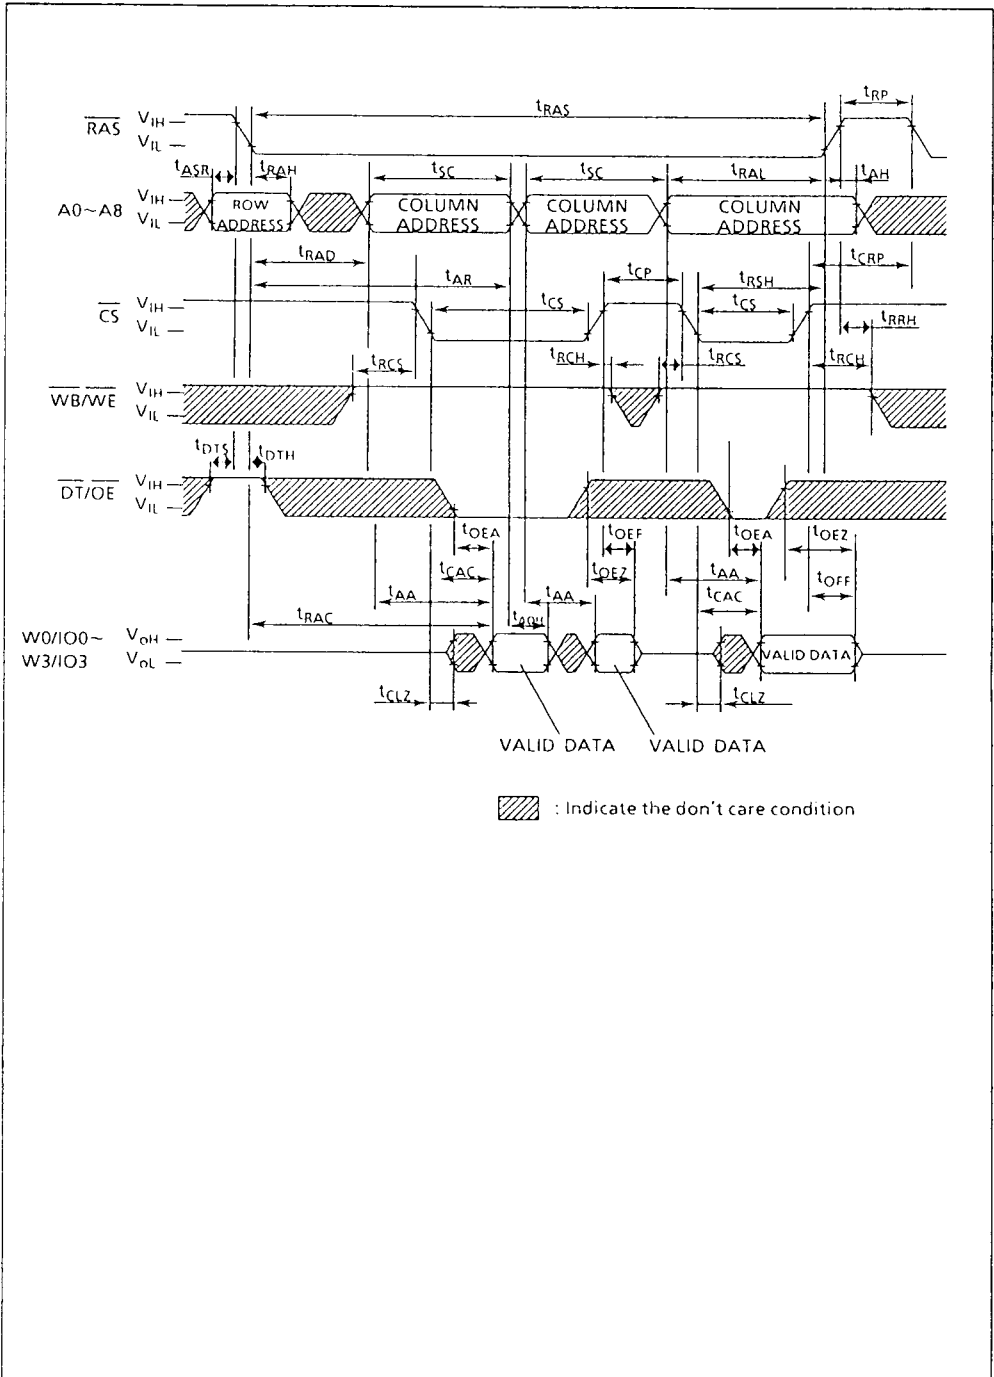 tRP
tRAS
RAS VIH
VIL
tASR tRAH tSC tSC tRAL tAH
A0~A8 VIH
VIL
ROW ADDRESS
COLUMN ADDRESS
COLUMN ADDRESS
COLUMN ADDRESS
tRAD tCP tCRP
tAR tRSH
CS VIH
VIL
tCS tCS
tRRH
tRCS tRCH tRCS tRCH
WB/WE VIH
VIL
tDTS tDTH
DT/OE VIH
VIL
tOEA tOEF tOEA tOEZ
tCAC tOEZ tAA tOFF
tAA tAA tCAC
tRAC
W0/IO0~ VOH
W3/IO3 VOL
VALID DATA
tCLZ tCLZ
VALID DATA VALID DATA
: Indicate the don't care condition